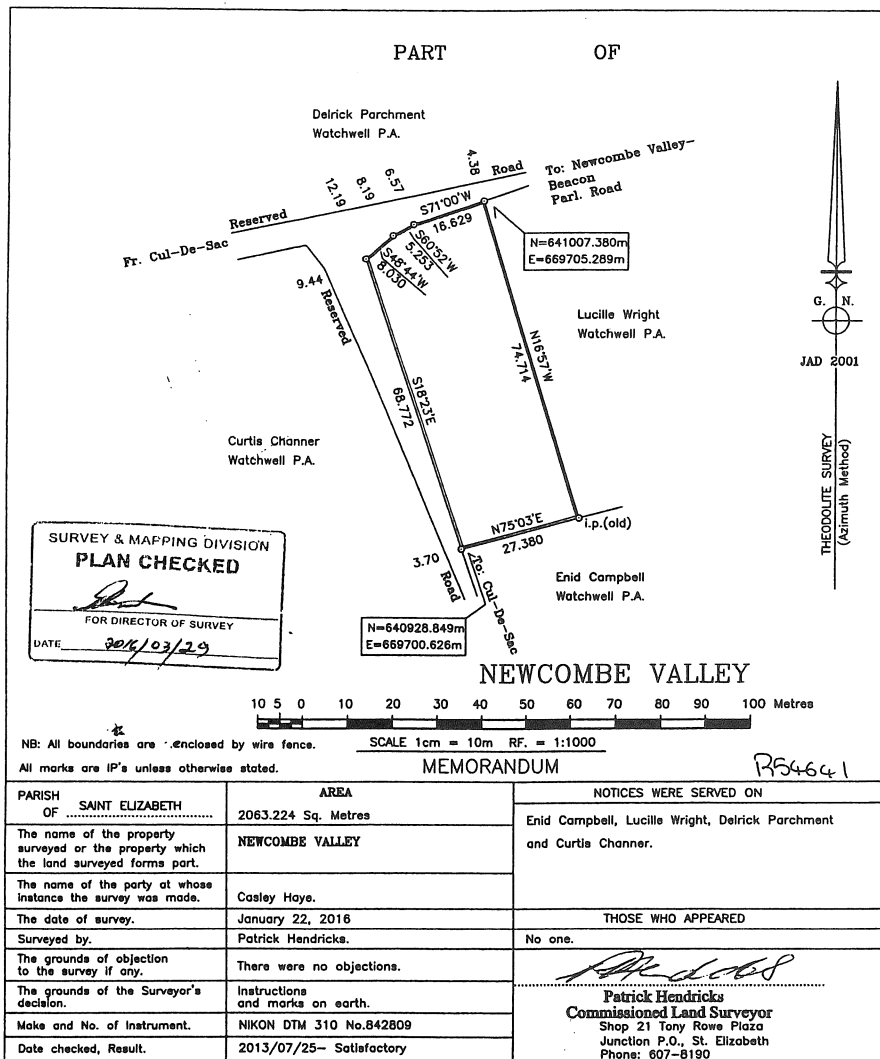 PART OF
Delrick Parchment
Watchwell P.A.
12.19
8.19
6.57
4.38
Road
To: Newcombe Valley-
Beacon
Parl. Road
Reserved
Fr. Cul-De-Sac
S71°00'W
16.629
S60°52'W
5.253
S48°44'W
8.030
N=641007.380m
E=669705.289m
9.44
Reserved
Lucille Wright
Watchwell P.A.
G. N.
JAD 2001
N16°57'W
74.714
S18°23'E
68.772
Curtis Channer
Watchwell P.A.
THEODOLITE SURVEY
(Azimuth Method)
N75°03'E
27.380
i.p.(old)
3.70
Road
To: Cul-De-Sac
Enid Campbell
Watchwell P.A.
N=640928.849m
E=669700.626m
SURVEY & MAPPING DIVISION
PLAN CHECKED
FOR DIRECTOR OF SURVEY
DATE 2016/03/29
NEWCOMBE VALLEY
10 5 0 10 20 30 40 50 60 70 80 90 100 Metres
NB: All boundaries are enclosed by wire fence.
SCALE 1cm = 10m RF. = 1:1000
All marks are IP's unless otherwise stated.
MEMORANDUM
R54641
PARISH
OF SAINT ELIZABETH
AREA
2063.224 Sq. Metres
NOTICES WERE SERVED ON
Enid Campbell, Lucille Wright, Delrick Parchment
and Curtis Channer.
The name of the property
surveyed or the property which
the land surveyed forms part.
NEWCOMBE VALLEY
The name of the party at whose
instance the survey was made.
Casley Haye.
The date of survey.
January 22, 2016
THOSE WHO APPEARED
Surveyed by.
Patrick Hendricks.
No one.
The grounds of objection
to the survey if any.
There were no objections.
The grounds of the Surveyor's
decision.
Instructions
and marks on earth.
Make and No. of Instrument.
NIKON DTM 310 No.842809
Date checked, Result.
2013/07/25- Satisfactory
Patrick Hendricks
Commissioned Land Surveyor
Shop 21 Tony Rowe Plaza
Junction P.O., St. Elizabeth
Phone: 607-8190